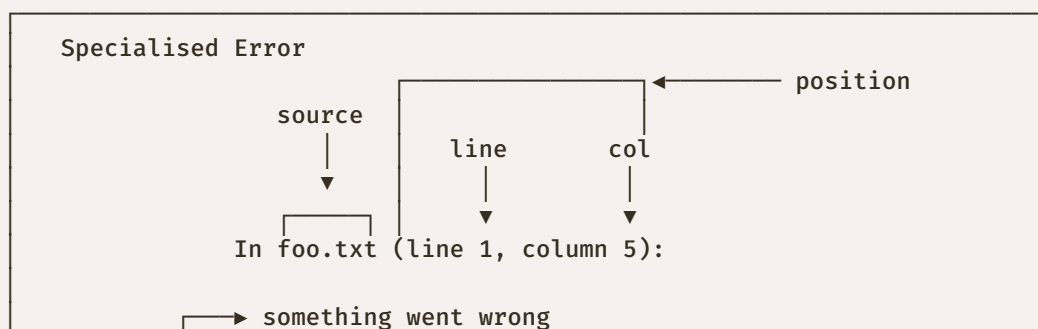 Specialised Error
position
source
line col
In foo.txt (line 1, column 5):
something went wrong